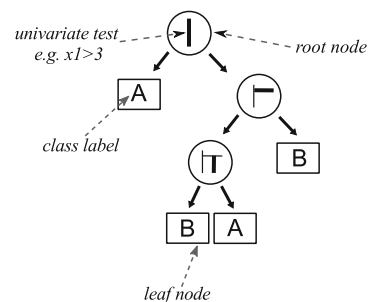 univariate test
e.g. x1>3
root node
A
class label
B
B
A
leaf node